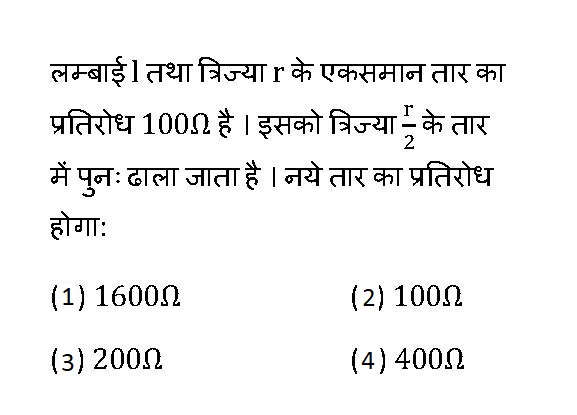 लम्बाई l तथा त्रिज्या r के एकसमान तार का
प्रतिरोध 100Ω है । इसको त्रिज्या r/2 के तार
में पुनः ढाला जाता है । नये तार का प्रतिरोध
होगा:
(1) 1600Ω (2) 100Ω
(3) 200Ω (4) 400Ω